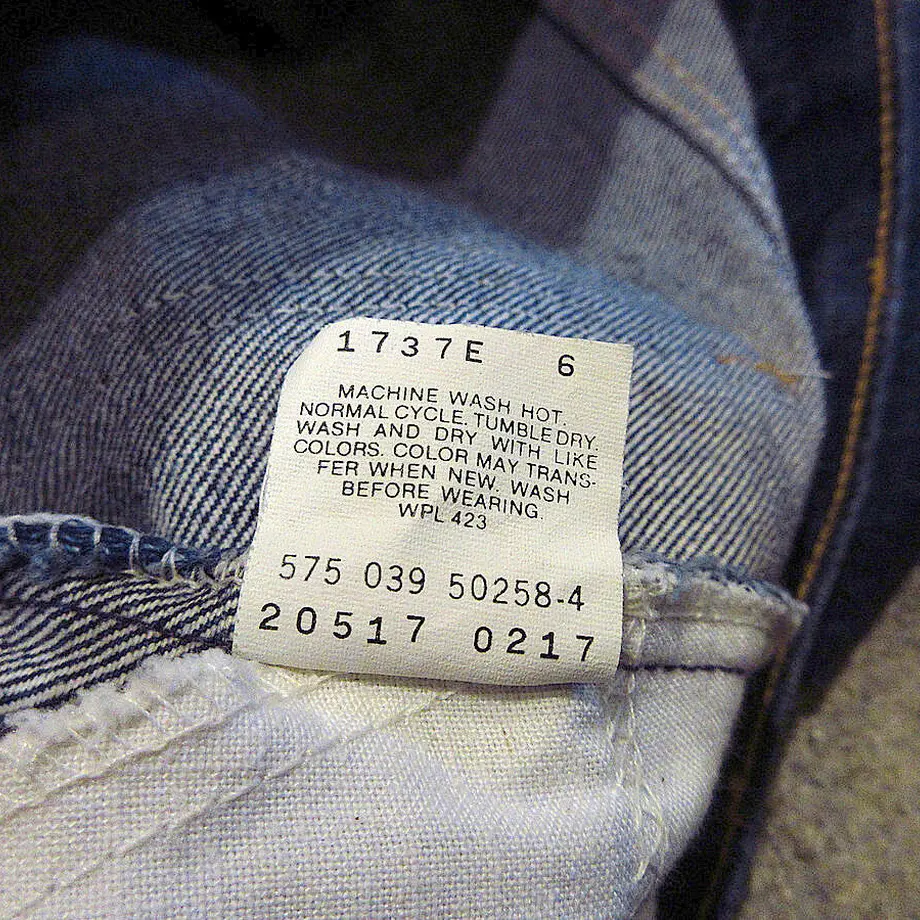 1737E 6
MACHINE WASH HOT.
NORMAL CYCLE. TUMBLE DRY.
WASH AND DRY WITH LIKE
COLORS. COLOR MAY TRANS-
FER WHEN NEW. WASH
BEFORE WEARING.
WPL 423
575 039 50258-4
20517 0217